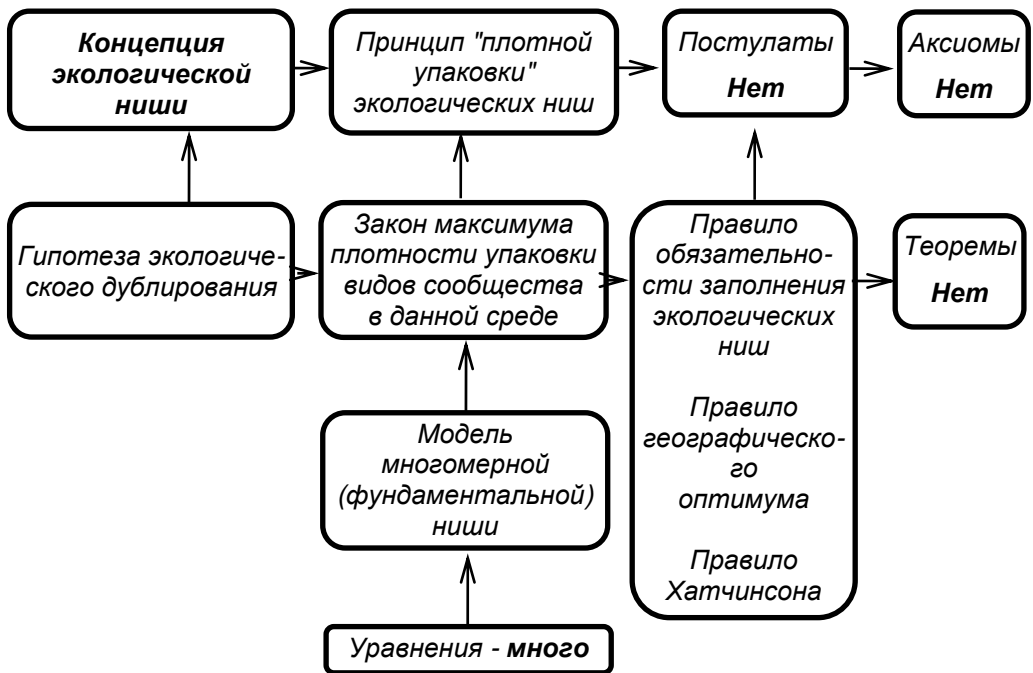 Концепция
экологической
ниши
Принцип "плотной
упаковки"
экологических ниш
Постулаты
Нет
Аксиомы
Нет
Гипотеза экологиче-
ского дублирования
Закон максимума
плотности упаковки
видов сообщества
в данной среде
Правило
обязательно-
сти заполнения
экологических
ниш
Правило
географическо-
го
оптимума
Правило
Хатчинсона
Теоремы
Нет
Модель
многомерной
(фундаментальной)
ниши
Уравнения - много